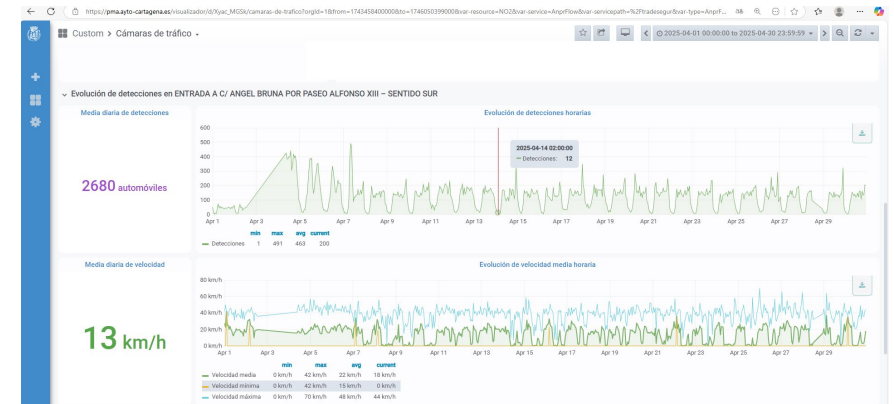 https://pma.ayto-cartagena.es/visualizador/d/Xyac_MGSk/camaras-de-trafico?orgId=1&from=1743458400000&to=1746050399000&var-resource=NO2&var-service=AnprFlow&var-servicepath=%2Ftradesegur&var-type=AnprF...
Custom > Cámaras de tráfico
2025-04-01 00:00:00 to 2025-04-30 23:59:59
Evolución de detecciones en ENTRADA A C/ ANGEL BRUNA POR PASEO ALFONSO XIII – SENTIDO SUR
Media diaria de detecciones
2680 automóviles
Evolución de detecciones horarias
600
500
400
300
200
100
0
2025-04-14 02:00:00
Detecciones: 12
Apr 1 Apr 3 Apr 5 Apr 7 Apr 9 Apr 11 Apr 13 Apr 15 Apr 17 Apr 19 Apr 21 Apr 23 Apr 25 Apr 27 Apr 29
min max avg current
Detecciones 1 491 463 200
Media diaria de velocidad
13 km/h
Evolución de velocidad media horaria
80 km/h
60 km/h
40 km/h
20 km/h
0 km/h
Apr 1 Apr 3 Apr 5 Apr 7 Apr 9 Apr 11 Apr 13 Apr 15 Apr 17 Apr 19 Apr 21 Apr 23 Apr 25 Apr 27 Apr 29
min max avg current
Velocidad media 0 km/h 42 km/h 22 km/h 18 km/h
Velocidad mínima 0 km/h 42 km/h 15 km/h 0 km/h
Velocidad máxima 0 km/h 70 km/h 48 km/h 44 km/h